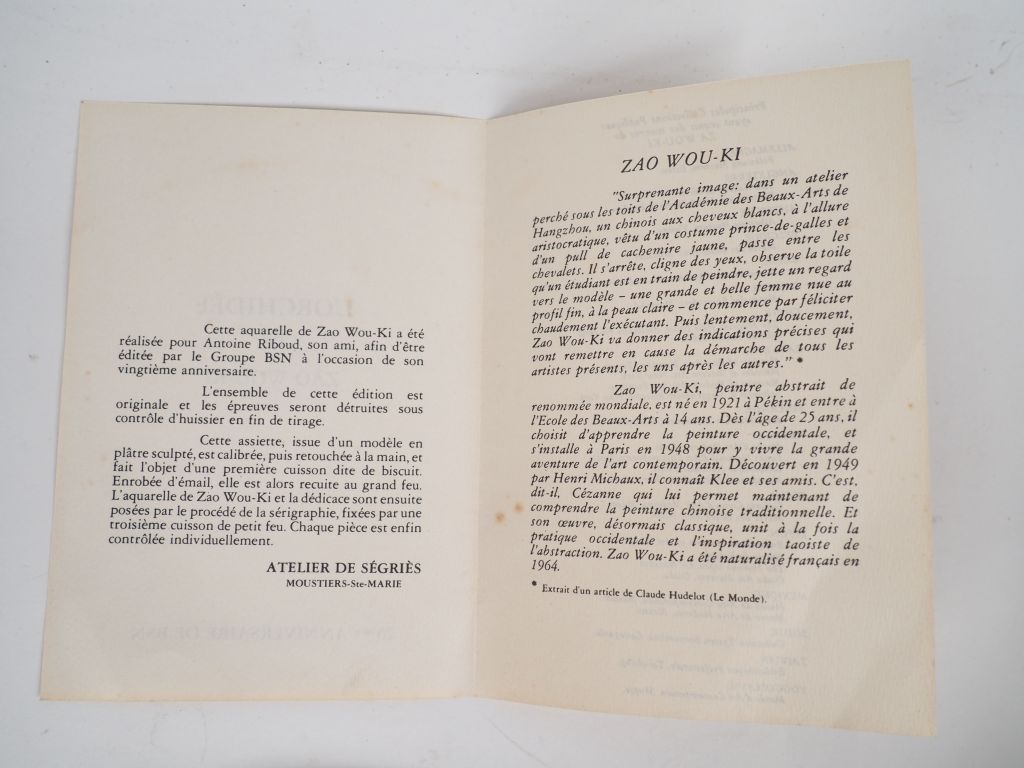 L'ORCHIDÉE
Cette aquarelle de Zao Wou-Ki a été
réalisée pour Antoine Riboud, son ami, afin d'être
éditée par le Groupe BSN à l'occasion de son
vingtième anniversaire.
L'ensemble de cette édition est
originale et les épreuves seront détruites sous
contrôle d'huissier en fin de tirage.
Cette assiette, issue d'un modèle en
plâtre sculpté, est calibrée, puis retouchée à la main, et
fait l'objet d'une première cuisson dite de biscuit.
Enrobée d'émail, elle est alors recuite au grand feu.
L'aquarelle de Zao Wou-Ki et la dédicace sont ensuite
posées par le procédé de la sérigraphie, fixées par une
troisième cuisson de petit feu. Chaque pièce est enfin
contrôlée individuellement.
ATELIER DE SÉGRIÈS
MOUSTIERS-Ste-MARIE
ANNIVERSAIRE DE BSN
ZAO WOU-KI
"Surprenante image: dans un atelier
perché sous les toits de l'Académie des Beaux-Arts de
Hangzhou, un chinois aux cheveux blancs, à l'allure
aristocratique, vêtu d'un costume prince-de-galles et
d'un pull de cachemire jaune, passe entre les
chevalets. Il s'arrête, cligne des yeux, observe la toile
qu'un étudiant est en train de peindre, jette un regard
vers le modèle – une grande et belle femme nue au
profil fin, à la peau claire – et commence par féliciter
chaudement l'exécutant. Puis lentement, doucement,
Zao Wou-Ki va donner des indications précises qui
vont remettre en cause la démarche de tous les
artistes présents, les uns après les autres." *
Zao Wou-Ki, peintre abstrait de
renommée mondiale, est né en 1921 à Pékin et entre à
l'Ecole des Beaux-Arts à 14 ans. Dès l'âge de 25 ans, il
choisit d'apprendre la peinture occidentale, et
s'installe à Paris en 1948 pour y vivre la grande
aventure de l'art contemporain. Découvert en 1949
par Henri Michaux, il connaît Klee et ses amis. C'est,
dit-il, Cézanne qui lui permet maintenant de
comprendre la peinture chinoise traditionnelle. Et
son œuvre, désormais classique, unit à la fois la
pratique occidentale et l'inspiration taoiste de
l'abstraction. Zao Wou-Ki a été naturalisé français en
1964.
* Extrait d'un article de Claude Hudelot (Le Monde).